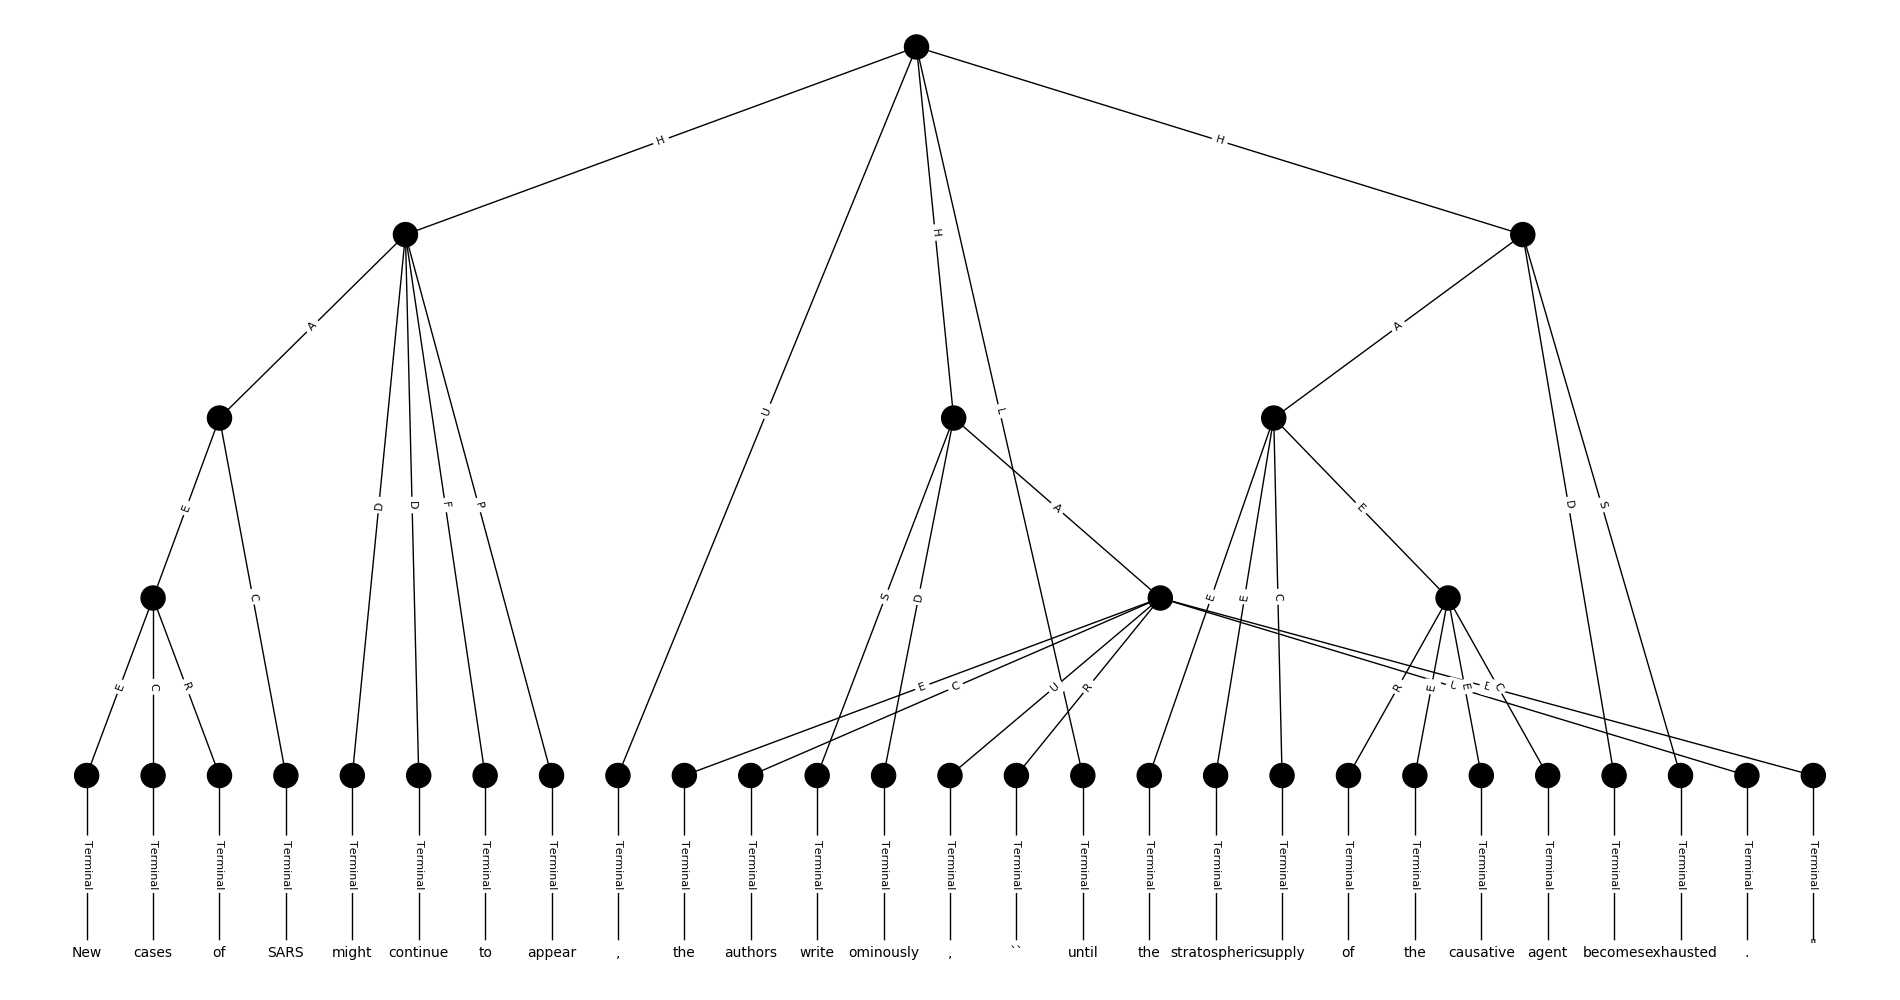 H H
H
A A
U L
E C D D F P A E D S
E C R S D E E C
E C U R R E U E E C
Terminal Terminal Terminal Terminal Terminal Terminal Terminal Terminal Terminal Terminal Terminal Terminal Terminal Terminal Terminal Terminal Terminal Terminal Terminal Terminal Terminal Terminal Terminal Terminal Terminal Terminal Terminal
New cases of SARS might continue to appear , the authors write ominously , `` until the stratospheric supply of the causative agent becomes exhausted . "